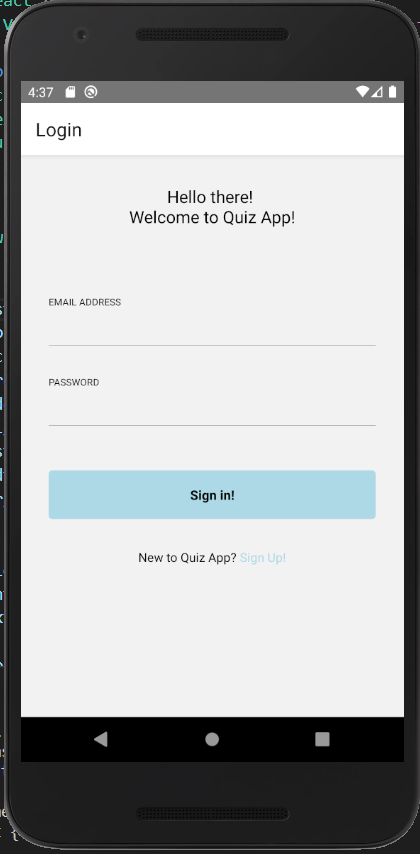 4:37
Login
Hello there!
Welcome to Quiz App!
EMAIL ADDRESS
PASSWORD
Sign in!
New to Quiz App? Sign Up!